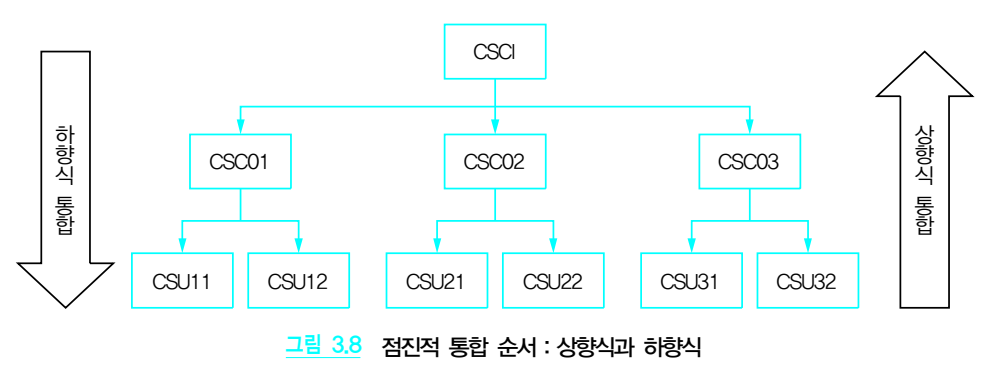 CSCI
하향식 통합
상향식 통합
CSC01
CSC02
CSC03
CSU11
CSU12
CSU21
CSU22
CSU31
CSU32
그림 3.8 점진적 통합 순서 : 상향식과 하향식